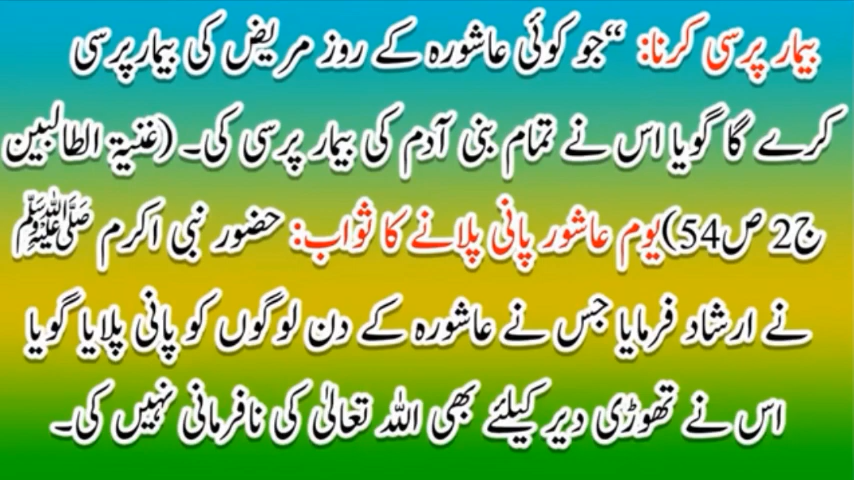 بیمار پرسی کرنا: “جو کوئی عاشورہ کے روز مریض کی بیمار پرسی
کرے گا گویا اس نے تمام بنی آدم کی بیمار پرسی کی۔ (غنیۃ الطالبین
ج2 ص54)یوم عاشور پانی پلانے کا ثواب: حضور نبی اکرم ﷺ
نے ارشاد فرمایا جس نے عاشورہ کے دن لوگوں کو پانی پلایا گویا
اس نے تھوڑی دیر کیلئے بھی اللہ تعالیٰ کی نافرمانی نہیں کی۔